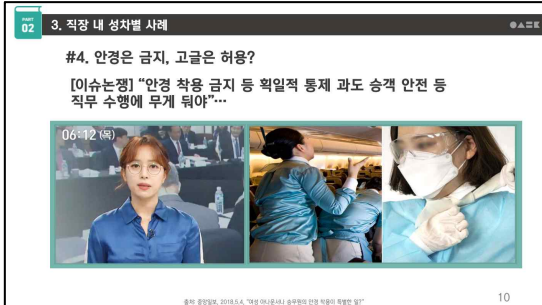 PART
02
3. 직장 내 성차별 사례
#4. 안경은 금지, 고글은 허용?
[이슈논쟁] “안경 착용 금지 등 획일적 통제 과도 승객 안전 등
직무 수행에 무게 둬야”…
06:12 (목)
출처: 중앙일보, 2018.5.4, “여성 아나운서나 승무원의 안경 착용이 특별한 일?”
10